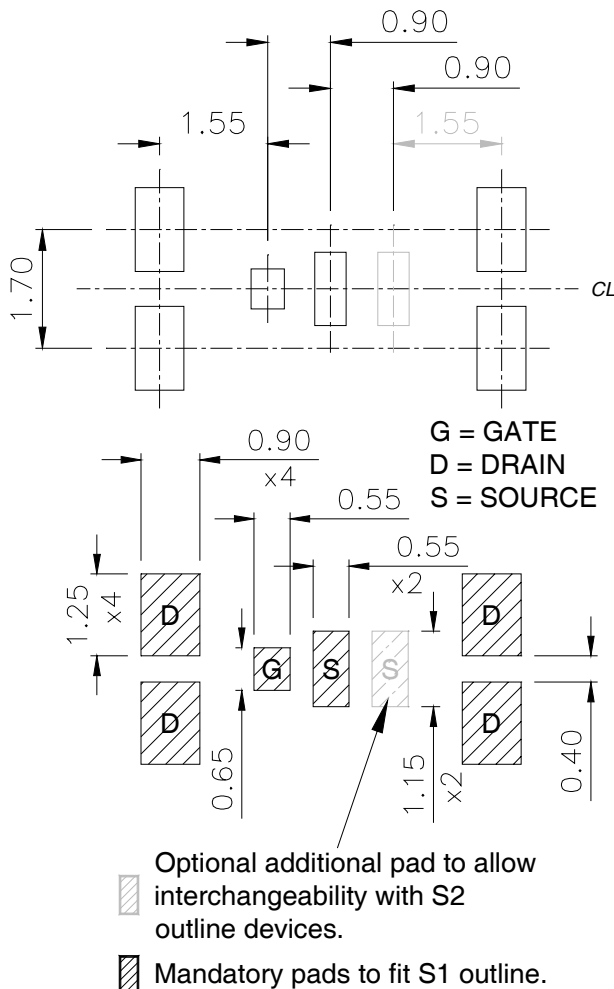 0.90
0.90
1.55
1.55
1.70
CL
G = GATE
D = DRAIN
S = SOURCE
0.90
x4
0.55
0.55
x2
1.25
x4
D
D
G
S
S
D
D
0.65
1.15
x2
0.40
Optional additional pad to allow
interchangeability with S2
outline devices.
Mandatory pads to fit S1 outline.